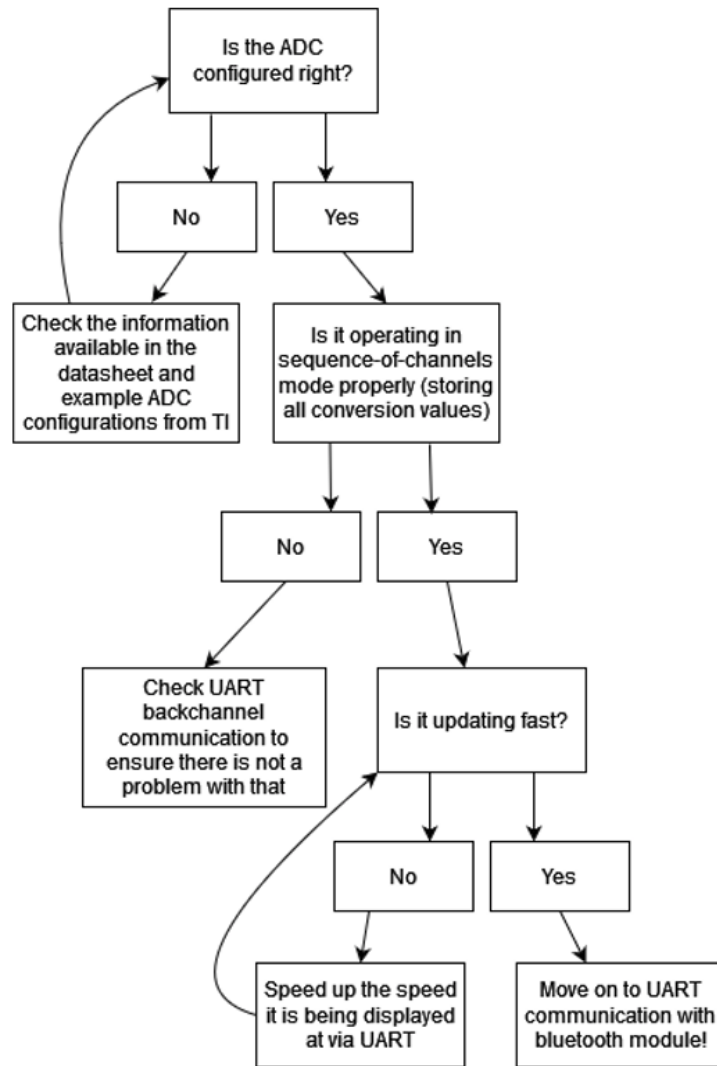 Is the ADC
configured right?
No
Yes
Check the information
available in the
datasheet and
example ADC
configurations from TI
Is it operating in
sequence-of-channels
mode properly (storing
all conversion values)
No
Yes
Check UART
backchannel
communication to
ensure there is not a
problem with that
Is it updating fast?
No
Yes
Speed up the speed
it is being displayed
at via UART
Move on to UART
communication with
bluetooth module!